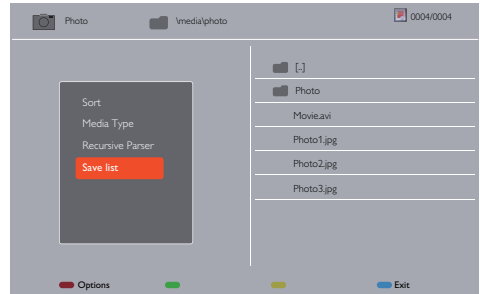 Photo
\media\photo
0004/0004
[..]
Photo
Movie.avi
Photo1.jpg
Photo2.jpg
Photo3.jpg
Sort
Media Type
Recursive Parser
Save list
Options
Exit